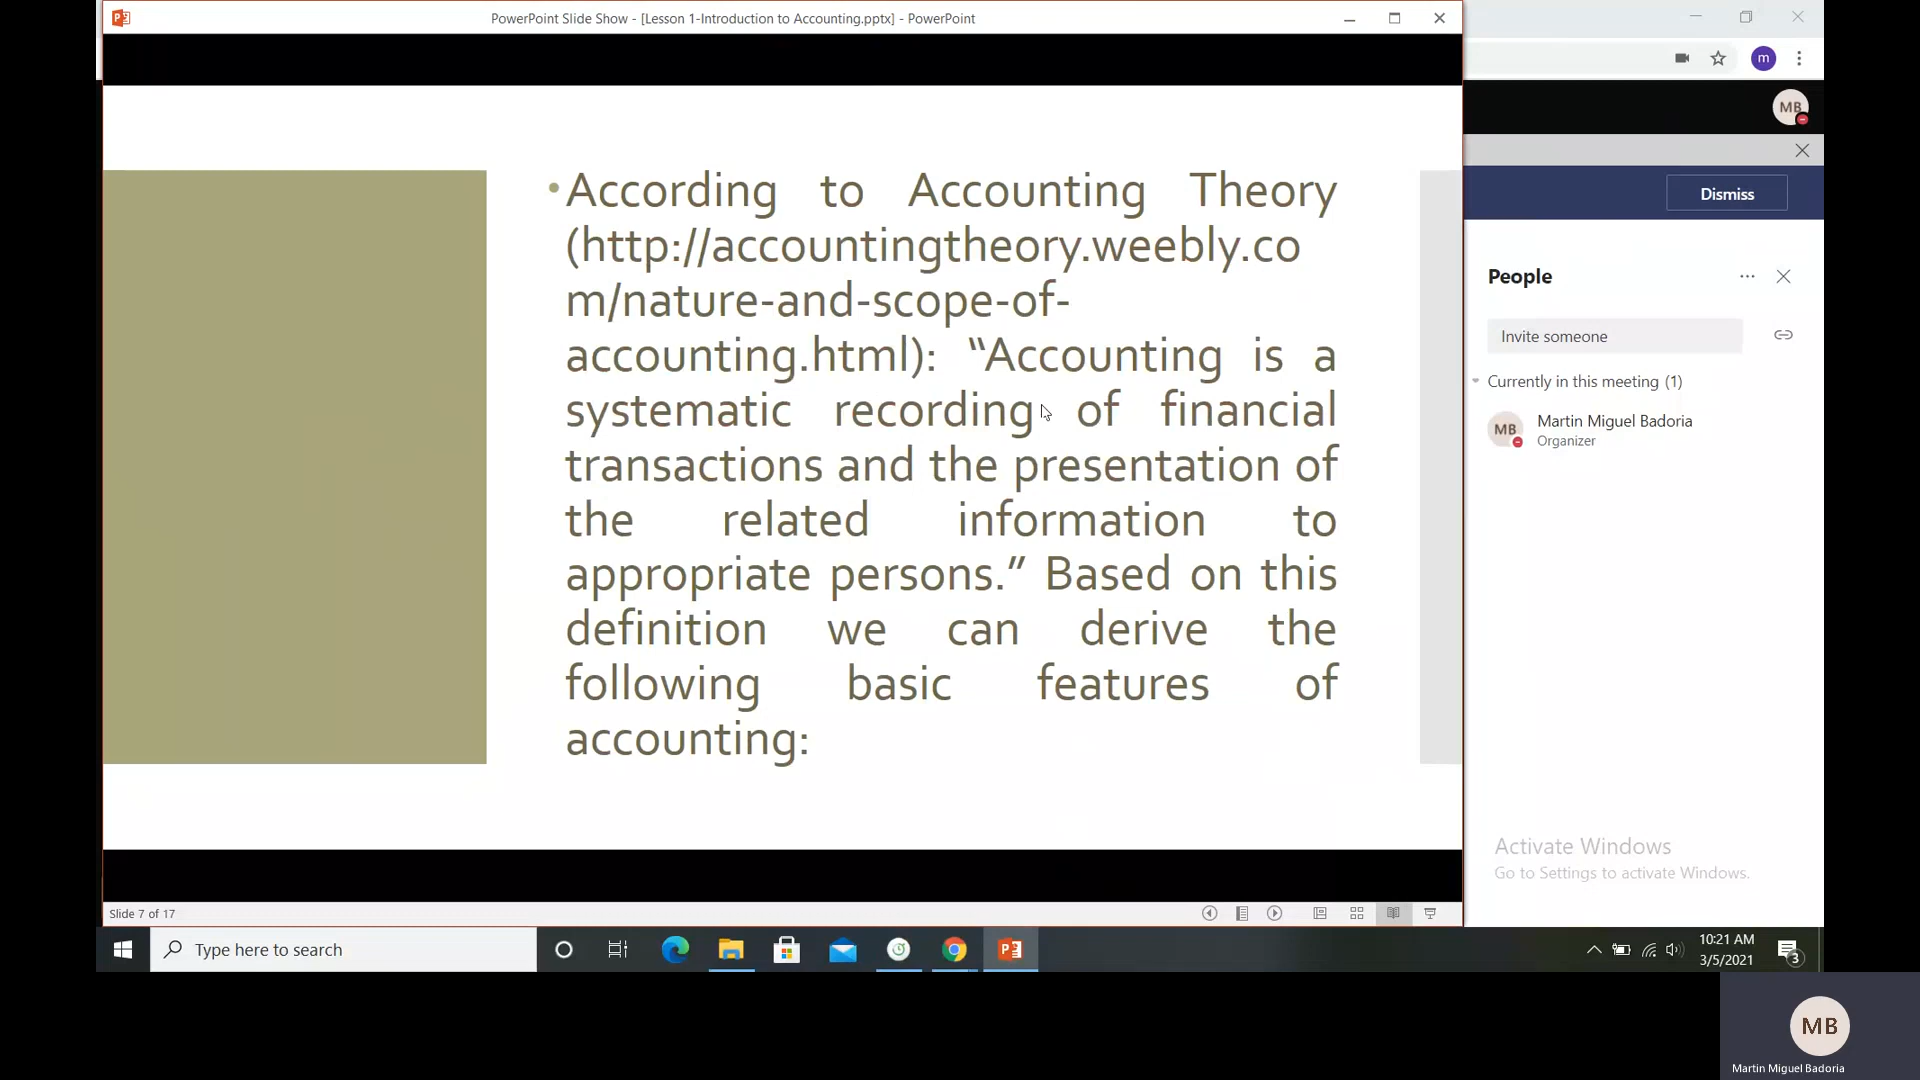 PowerPoint Slide Show - [Lesson 1-Introduction to Accounting.pptx] - PowerPoint
m
MB
Dismiss
•According to Accounting Theory
(http://accountingtheory.weebly.co
m/nature-and-scope-of-
accounting.html): “Accounting is a
systematic recording of financial
transactions and the presentation of
the related information to
appropriate persons.” Based on this
definition we can derive the
following basic features of
accounting:
People
Invite someone
Currently in this meeting (1)
MB
Martin Miguel Badoria
Organizer
Activate Windows
Go to Settings to activate Windows.
Slide 7 of 17
Type here to search
10:21 AM
3/5/2021
3
MB
Martin Miguel Badoria